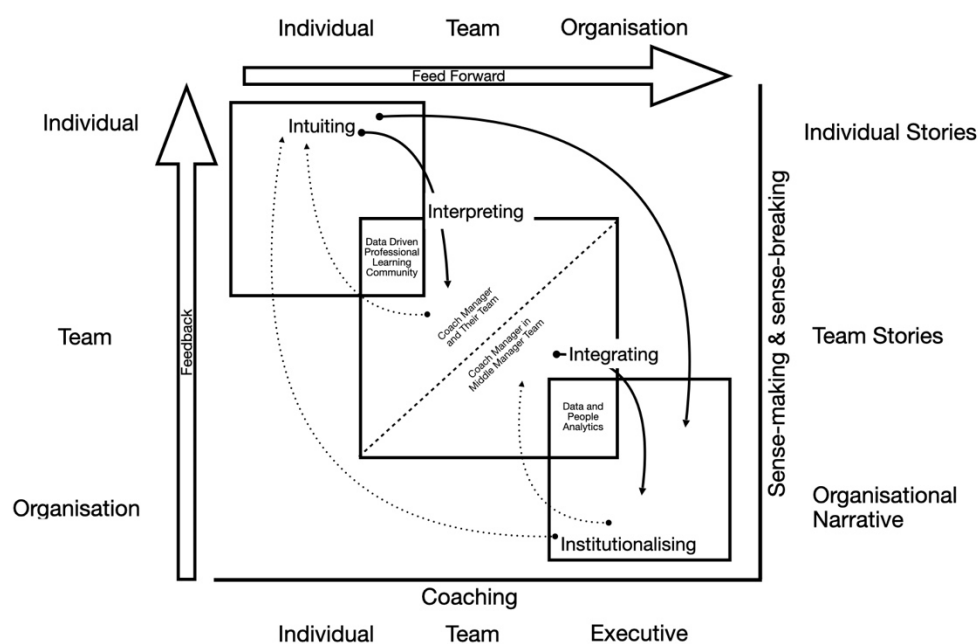 Individual
Team
Organisation
Feed Forward
Individual
Intuiting
Individual Stories
Interpreting
Data Driven
Professional
Learning
Community
Coach Manager
and Their Team
Coach Manager in
Middle Manager Team
Team
Feedback
Integrating
Team Stories
Sense-making & sense-breaking
Data and
People
Analytics
Organisation
Organisational
Narrative
Institutionalising
Coaching
Individual
Team
Executive